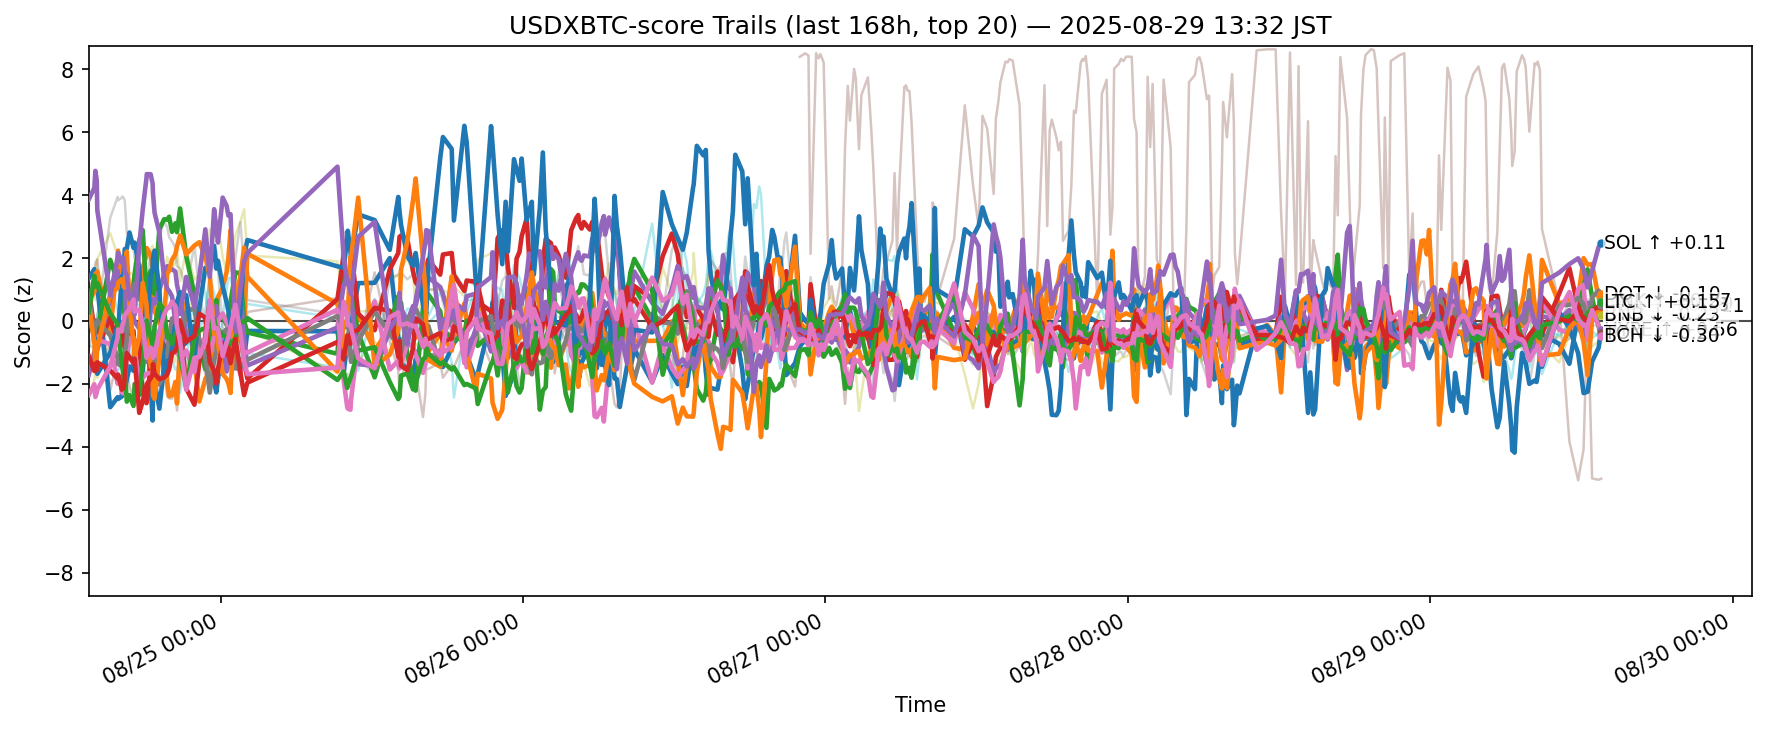 USDXBTC-score Trails (last 168h, top 20) — 2025-08-29 13:32 JST
Score (z)
8
6
4
2
0
−2
−4
−6
−8
SOL ↑ +0.11
DOT ↓ -0.10
LTC ↑ +0.15
BNB ↓ -0.23
BCH ↓ -0.30
08/25 00:00
08/26 00:00
08/27 00:00
08/28 00:00
08/29 00:00
08/30 00:00
Time